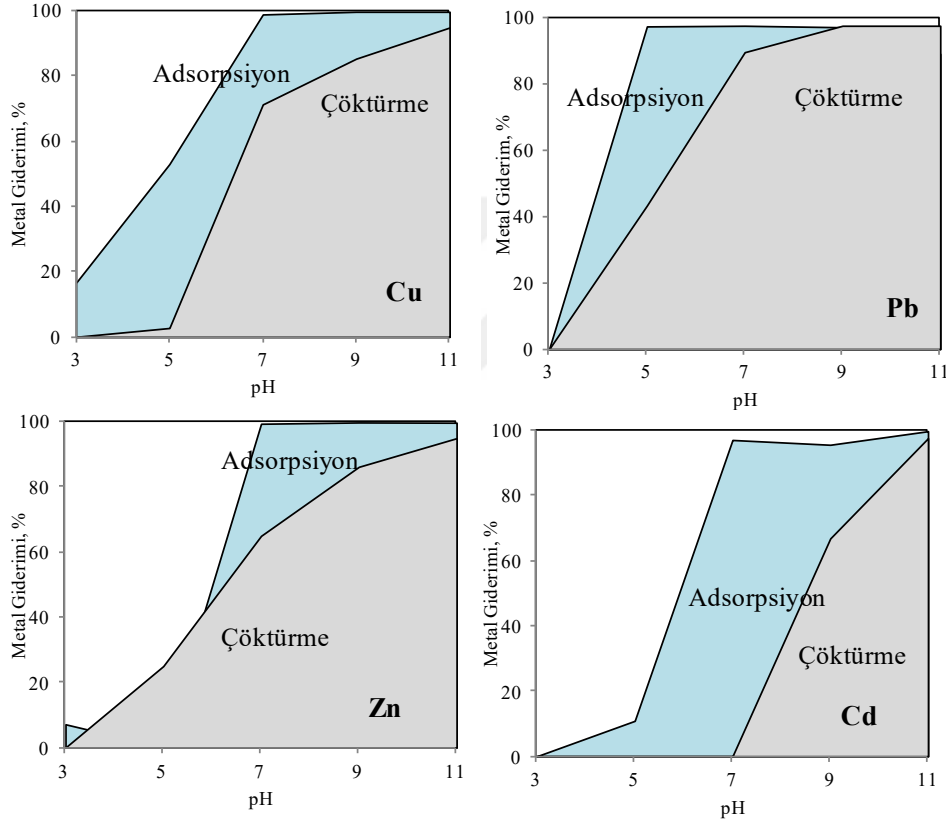 Metal Giderimi, %
100
80
60
40
20
0
Adsorpsiyon
Çöktürme
Cu
3 5 7 9 11
pH
Metal Giderimi, %
100
80
60
40
20
0
Adsorpsiyon
Çöktürme
Pb
3 5 7 9 11
pH
Metal Giderimi, %
100
80
60
40
20
0
Adsorpsiyon
Çöktürme
Zn
3 5 7 9 11
pH
Metal Giderimi, %
100
80
60
40
20
0
Adsorpsiyon
Çöktürme
Cd
3 5 7 9 11
pH